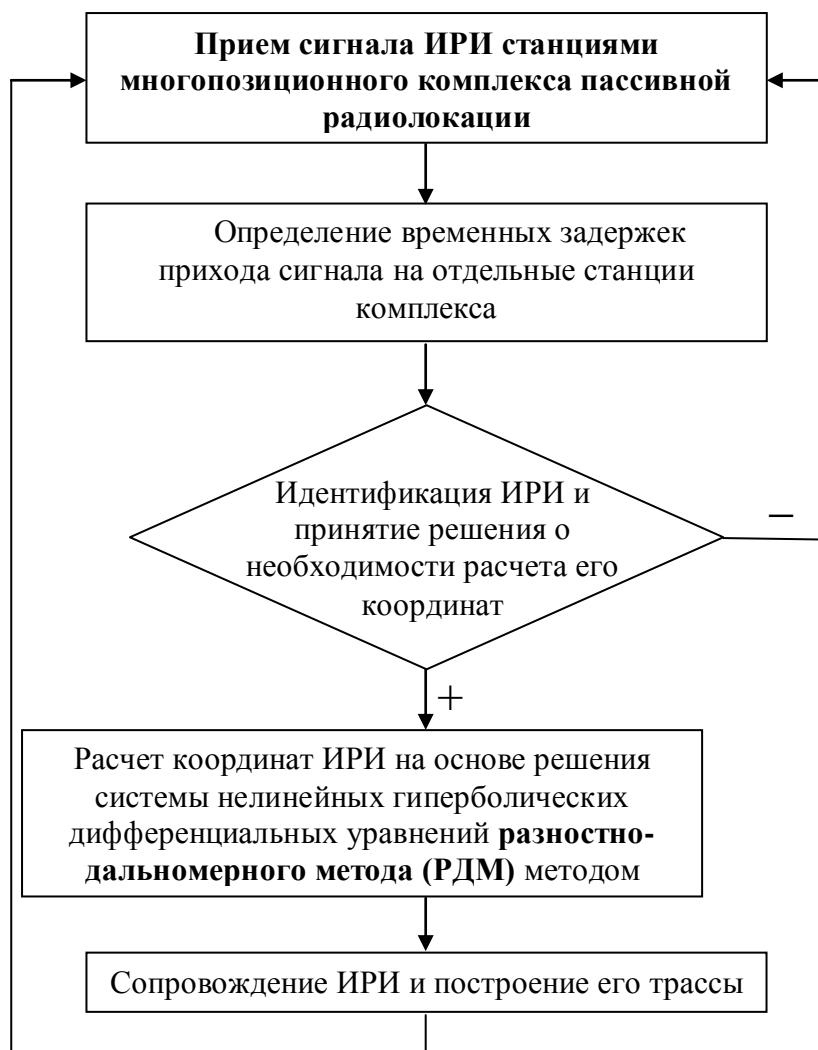 Прием сигнала ИРИ станциями
многопозиционного комплекса пассивной
радиолокации
Определение временных задержек
прихода сигнала на отдельные станции
комплекса
Идентификация ИРИ и
принятие решения о
необходимости расчета его
координат
–
+
Расчет координат ИРИ на основе решения
системы нелинейных гиперболических
дифференциальных уравнений разностно-
дальномерного метода (РДМ) методом
Сопровождение ИРИ и построение его трассы